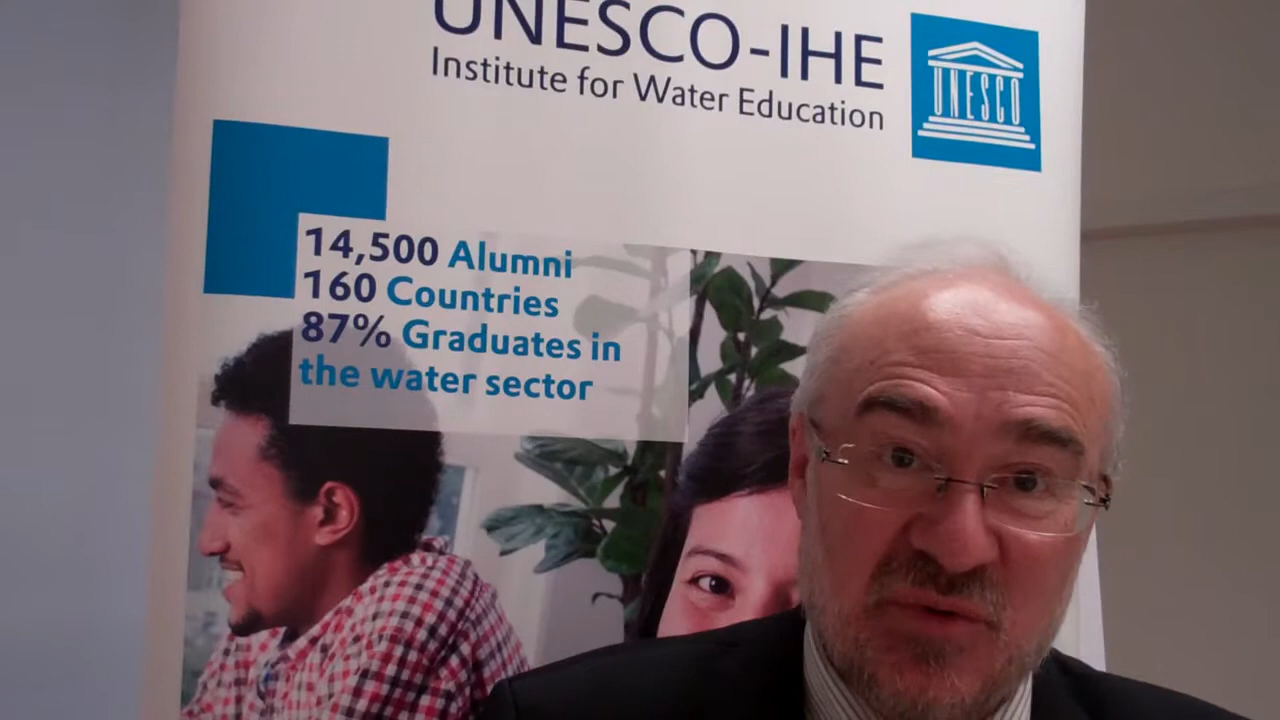 UNESCO-IHE
Institute for Water Education
UNESCO
14,500 Alumni
160 Countries
87% Graduates in
the water sector